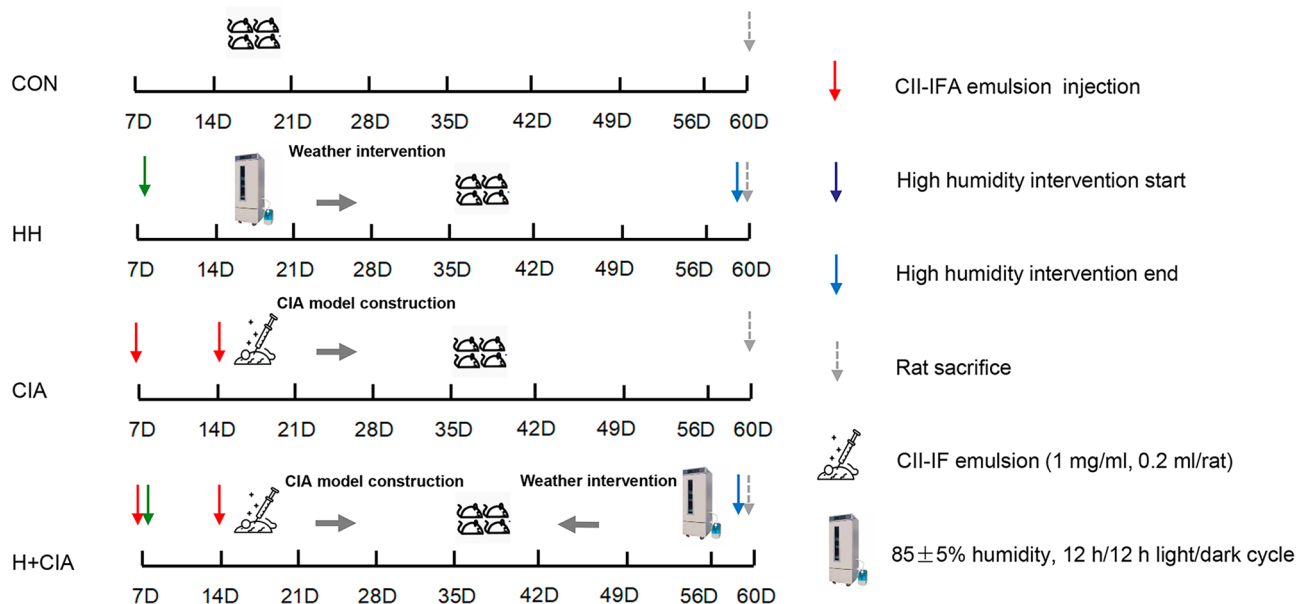 CON
7D 14D 21D 28D 35D 42D 49D 56D 60D
Weather intervention
HH
7D 14D 21D 28D 35D 42D 49D 56D 60D
CIA model construction
CIA
7D 14D 21D 28D 35D 42D 49D 56D 60D
CIA model construction Weather intervention
H+CIA
7D 14D 21D 28D 35D 42D 49D 56D 60D
CII-IFA emulsion injection
High humidity intervention start
High humidity intervention end
Rat sacrifice
CII-IF emulsion (1 mg/ml, 0.2 ml/rat)
85±5% humidity, 12 h/12 h light/dark cycle